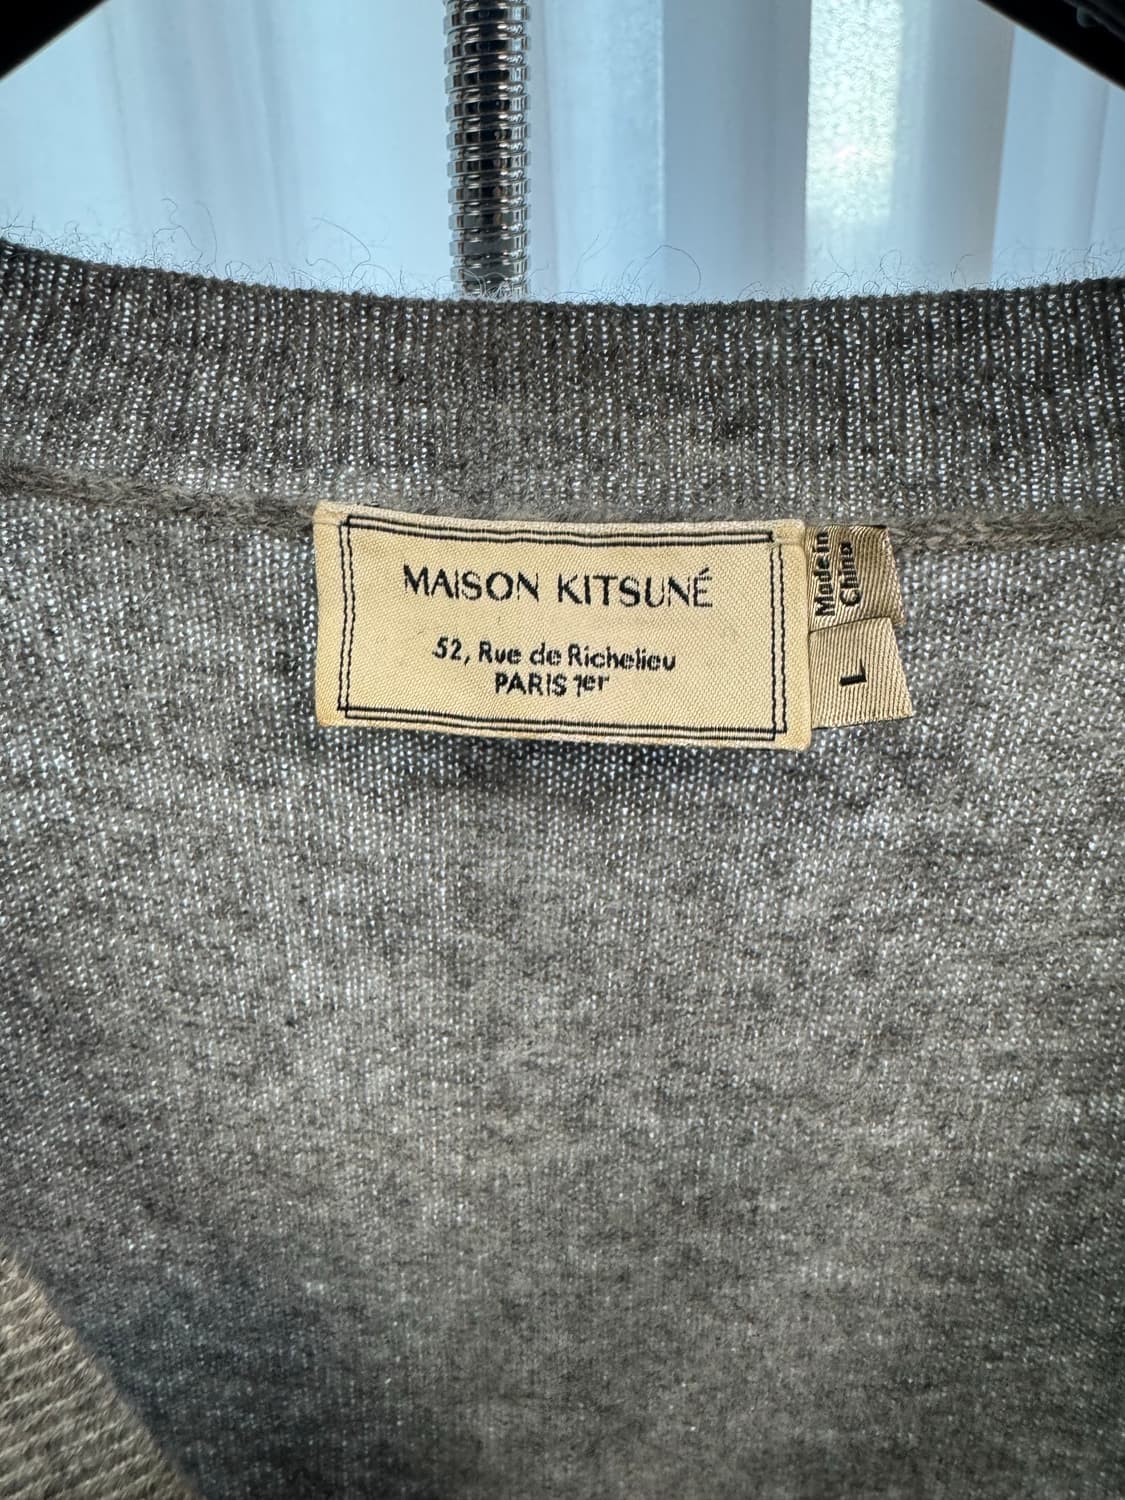 MAISON KITSUNÉ
52, Rue de Richelieu
PARIS 1er
Made in
China
L